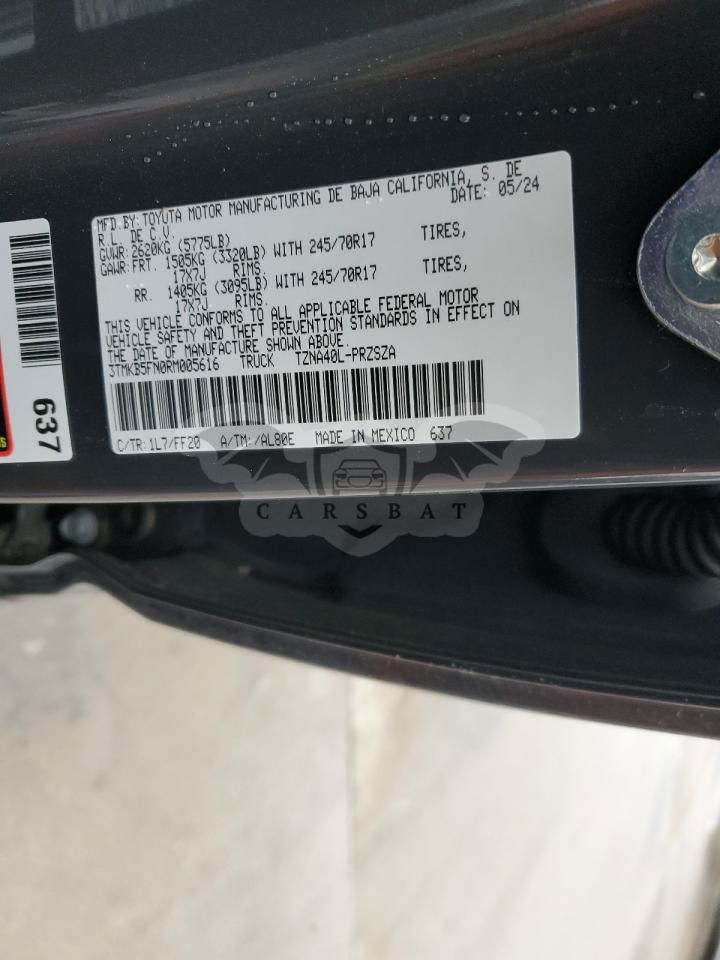 MFD.BY:TOYOTA MOTOR MANUFACTURING DE BAJA CALIFORNIA, S. DE
R.L. DE C.V. DATE: 05/24
GVWR: 2620KG (5775LB)
GAWR:FRT. 1505KG (3320LB) WITH 245/70R17 TIRES,
17X7J RIMS.
RR. 1405KG (3095LB) WITH 245/70R17 TIRES,
17X7J RIMS.
THIS VEHICLE CONFORMS TO ALL APPLICABLE FEDERAL MOTOR
VEHICLE SAFETY AND THEFT PREVENTION STANDARDS IN EFFECT ON
THE DATE OF MANUFACTURE SHOWN ABOVE.
3TMKB5FN0RM005616 TRUCK TZNA40L-PRZSZA
C/TR: 1L7/FF20 A/TM: /AL80E MADE IN MEXICO 637
637
CARSBAT